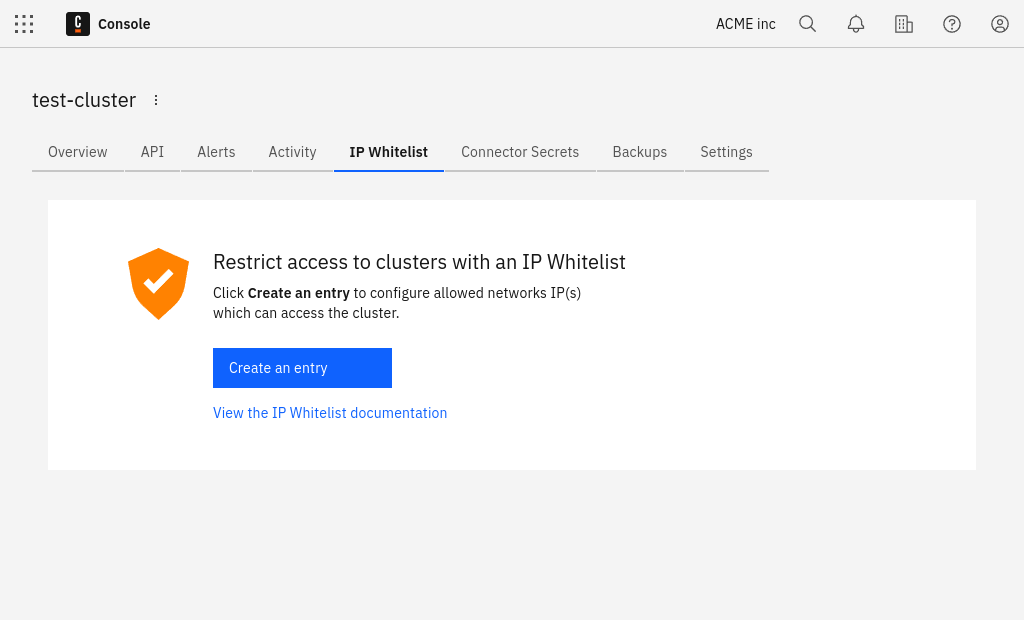 Console
ACME inc
test-cluster
Overview API Alerts Activity IP Whitelist Connector Secrets Backups Settings
Restrict access to clusters with an IP Whitelist
Click Create an entry to configure allowed networks IP(s)
which can access the cluster.
Create an entry
View the IP Whitelist documentation